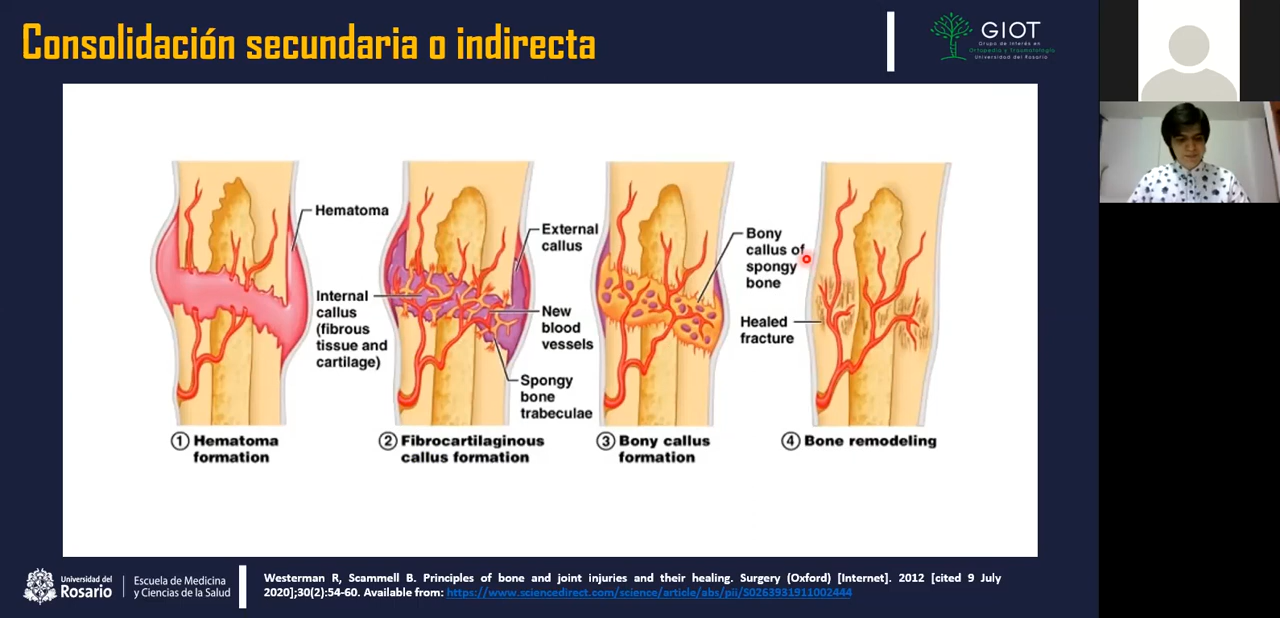 Consolidación secundaria o indirecta
GIOT
Grupo de Interés en
Ortopedia y Traumatología
Universidad del Rosario
Hematoma
Internal
callus
(fibrous
tissue and
cartilage)
External
callus
New
blood
vessels
Spongy
bone
trabeculae
Bony
callus of
spongy
bone
Healed
fracture
① Hematoma
formation
② Fibrocartilaginous
callus formation
③ Bony callus
formation
④ Bone remodeling
Universidad del
Rosario
Escuela de Medicina
y Ciencias de la Salud
Westerman R, Scammell B. Principles of bone and joint injuries and their healing. Surgery (Oxford) [Internet]. 2012 [cited 9 July
2020];30(2):54-60. Available from: https://www.sciencedirect.com/science/article/abs/pii/S0263931911002444